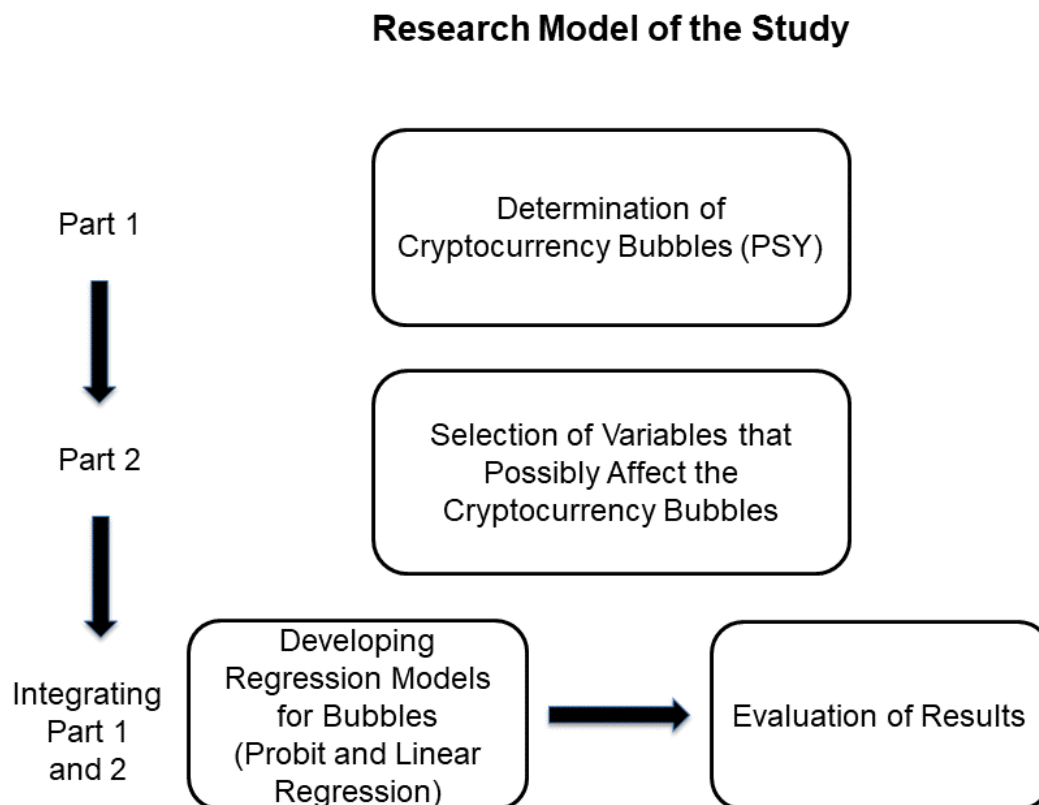 Research Model of the Study
Part 1
Determination of
Cryptocurrency Bubbles (PSY)
Part 2
Selection of Variables that
Possibly Affect the
Cryptocurrency Bubbles
Integrating
Part 1
and 2
Developing
Regression Models
for Bubbles
(Probit and Linear
Regression)
Evaluation of Results